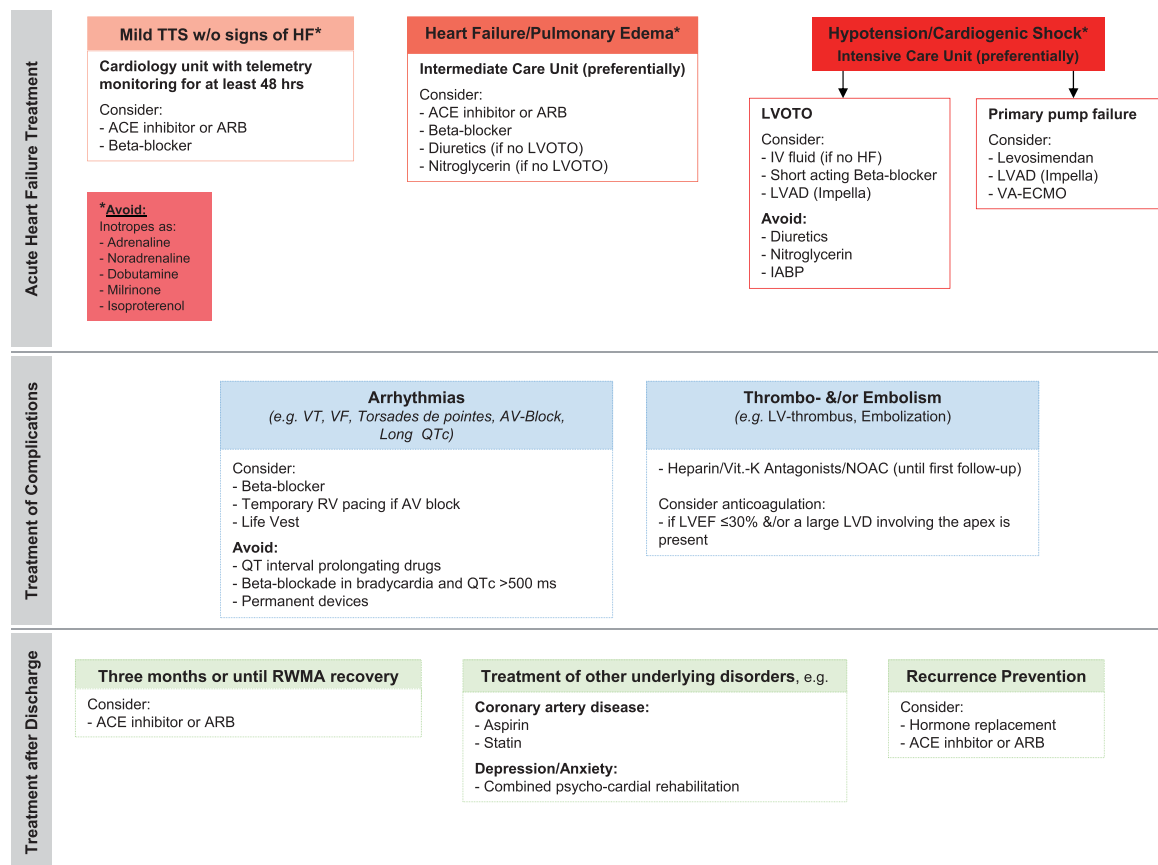 Acute Heart Failure Treatment
Mild TTS w/o signs of HF*
Cardiology unit with telemetry
monitoring for at least 48 hrs
Consider:
- ACE inhibitor or ARB
- Beta-blocker
*Avoid:
Inotropes as:
- Adrenaline
- Noradrenaline
- Dobutamine
- Milrinone
- Isoproterenol
Heart Failure/Pulmonary Edema*
Intermediate Care Unit (preferentially)
Consider:
- ACE inhibitor or ARB
- Beta-blocker
- Diuretics (if no LVOTO)
- Nitroglycerin (if no LVOTO)
Hypotension/Cardiogenic Shock*
Intensive Care Unit (preferentially)
LVOTO
Consider:
- IV fluid (if no HF)
- Short acting Beta-blocker
- LVAD (Impella)
Avoid:
- Diuretics
- Nitroglycerin
- IABP
Primary pump failure
Consider:
- Levosimendan
- LVAD (Impella)
- VA-ECMO
Treatment of Complications
Arrhythmias
(e.g. VT, VF, Torsades de pointes, AV-Block,
Long QTc)
Consider:
- Beta-blocker
- Temporary RV pacing if AV block
- Life Vest
Avoid:
- QT interval prolongating drugs
- Beta-blockade in bradycardia and QTc >500 ms
- Permanent devices
Thrombo- &/or Embolism
(e.g. LV-thrombus, Embolization)
- Heparin/Vit.-K Antagonists/NOAC (until first follow-up)
Consider anticoagulation:
- if LVEF ≤30% &/or a large LVD involving the apex is
present
Treatment after Discharge
Three months or until RWMA recovery
Consider:
- ACE inhibitor or ARB
Treatment of other underlying disorders, e.g.
Coronary artery disease:
- Aspirin
- Statin
Depression/Anxiety:
- Combined psycho-cardial rehabilitation
Recurrence Prevention
Consider:
- Hormone replacement
- ACE inhbitor or ARB